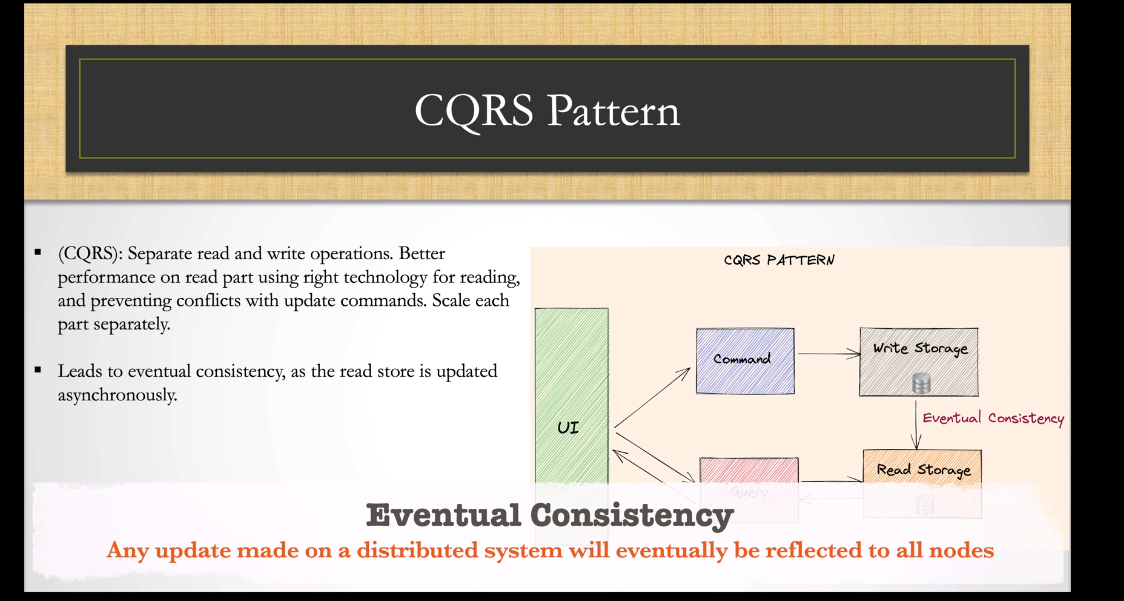 CQRS Pattern
▪ (CQRS): Separate read and write operations. Better
performance on read part using right technology for reading,
and preventing conflicts with update commands. Scale each
part separately.
▪ Leads to eventual consistency, as the read store is updated
asynchronously.
CQRS PATTERN
UI
Command
Write Storage
Eventual Consistency
Query
Read Storage
Eventual Consistency
Any update made on a distributed system will eventually be reflected to all nodes